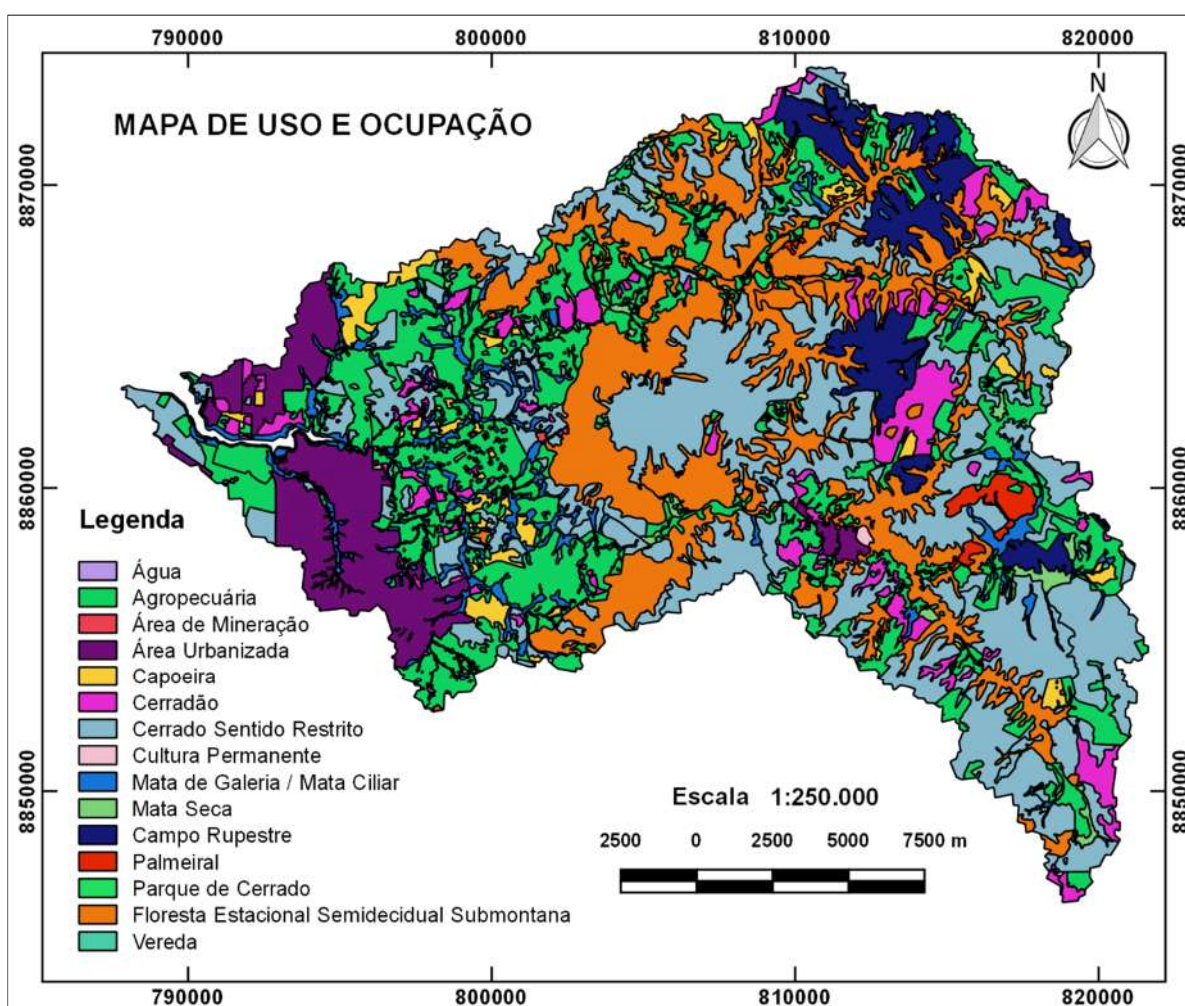 790000 800000 810000 820000
MAPA DE USO E OCUPAÇÃO
N
8870000 8870000
8860000 8860000
Legenda
Água
Agropecuária
Área de Mineração
Área Urbanizada
Capoeira
Cerradão
Cerrado Sentido Restrito
Cultura Permanente
Mata de Galeria / Mata Ciliar
Mata Seca
Campo Rupestre
Palmeiral
Parque de Cerrado
Floresta Estacional Semidecidual Submontana
Vereda
8850000 8850000
Escala 1:250.000
2500 0 2500 5000 7500 m
790000 800000 810000 820000